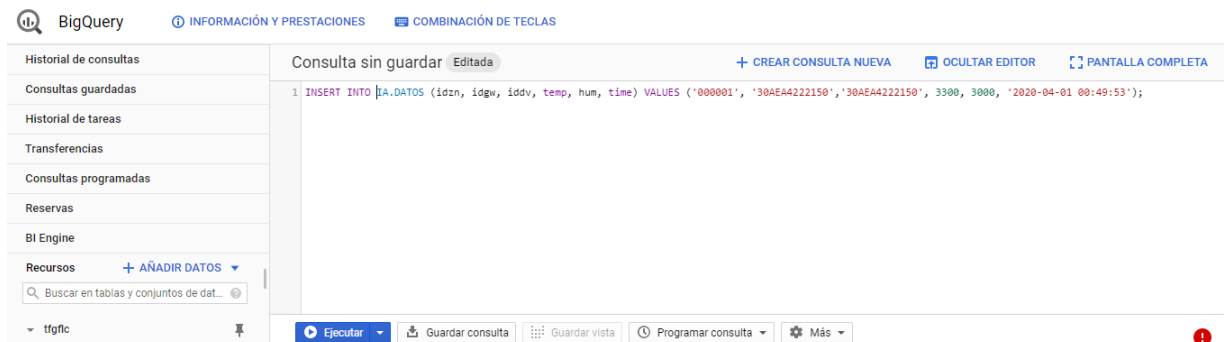 BigQuery INFORMACIÓN Y PRESTACIONES COMBINACIÓN DE TECLAS
Historial de consultas
Consultas guardadas
Historial de tareas
Transferencias
Consultas programadas
Reservas
BI Engine
Recursos + AÑADIR DATOS
Buscar en tablas y conjuntos de dat...
tfgflc
Consulta sin guardar Editada + CREAR CONSULTA NUEVA OCULTAR EDITOR PANTALLA COMPLETA
1 INSERT INTO IA.DATOS (idzn, idgw, iddv, temp, hum, time) VALUES ('000001', '30AEA4222150','30AEA4222150', 3300, 3000, '2020-04-01 00:49:53');
Ejecutar Guardar consulta Guardar vista Programar consulta Más